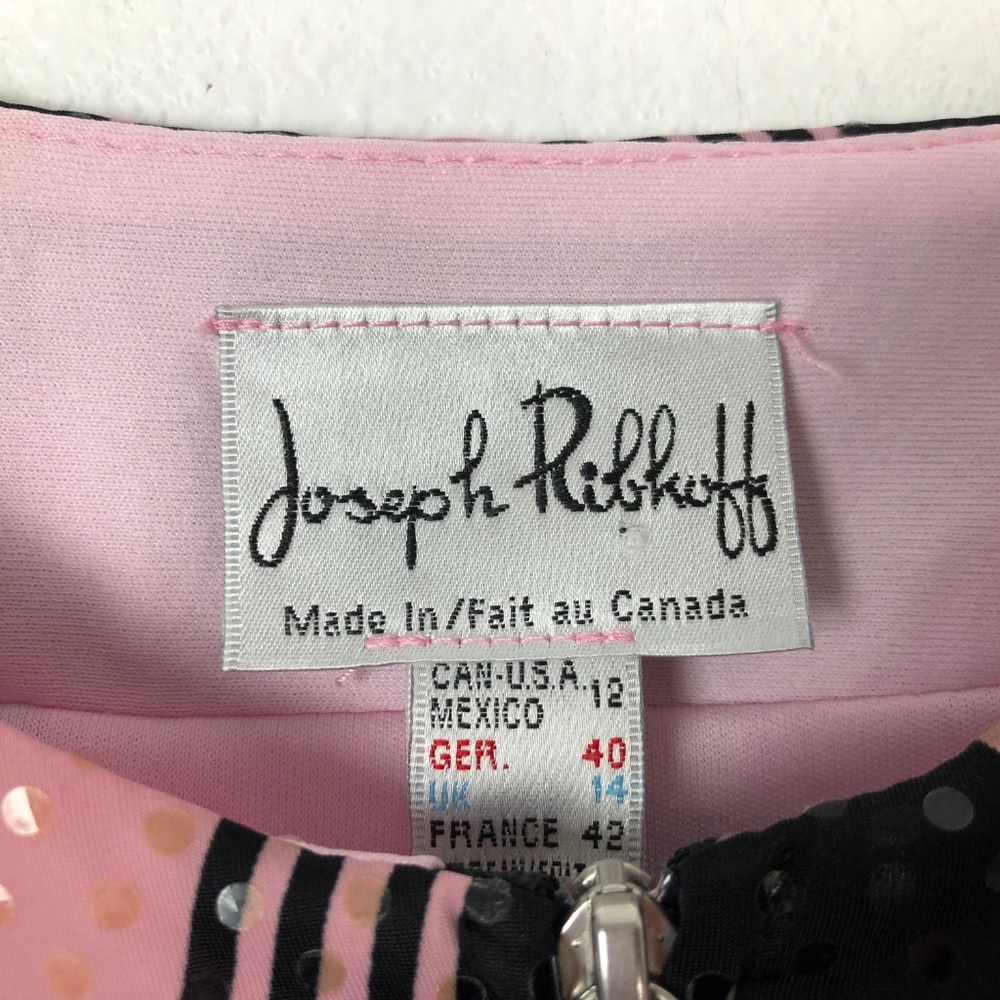 Joseph Ribkoff
Made In/Fait au Canada
CAN-U.S.A. 12
MEXICO
GER. 40
UK 14
FRANCE 42